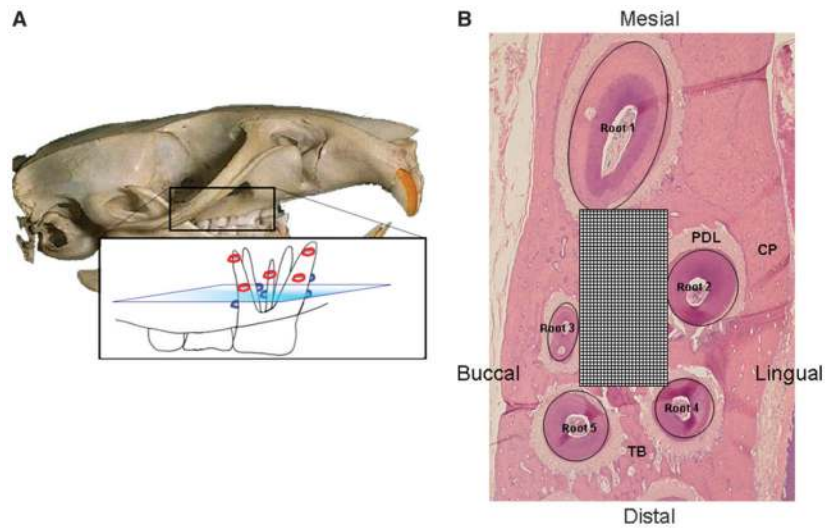 A
B
Mesial
Root 1
PDL
CP
Root 2
Root 3
Buccal
Lingual
Root 4
Root 5
TB
Distal